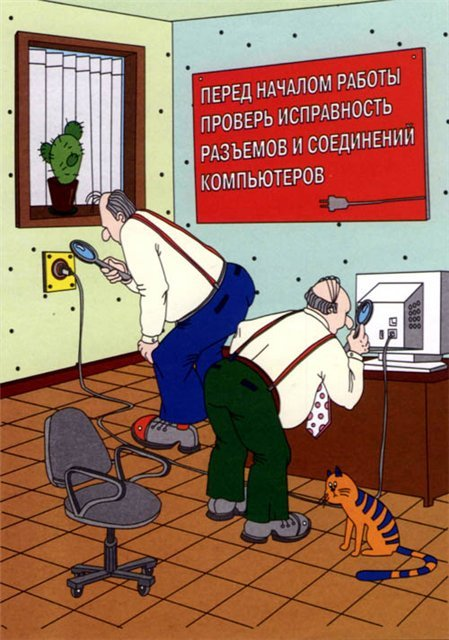 ПЕРЕД НАЧАЛОМ РАБОТЫ
ПРОВЕРЬ ИСПРАВНОСТЬ
РАЗЪЕМОВ И СОЕДИНЕНИЙ
КОМПЬЮТЕРОВ